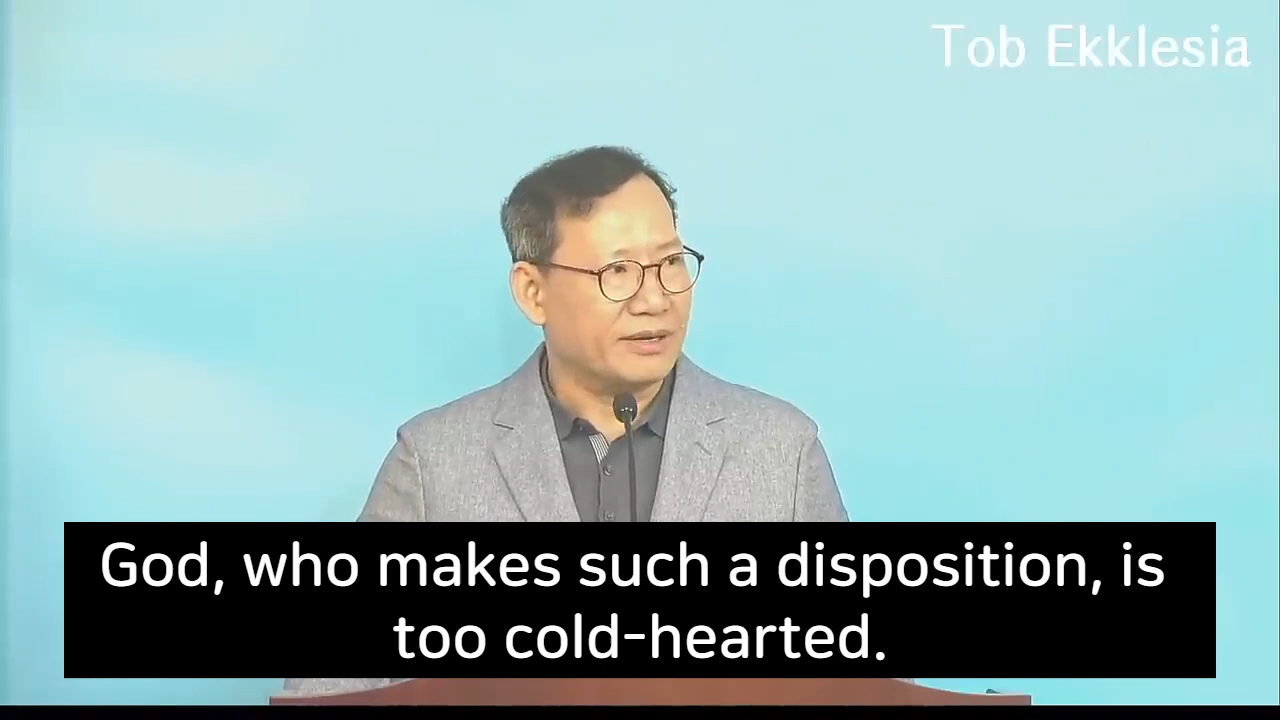 Tob Ekklesia
God, who makes such a disposition, is
too cold-hearted.